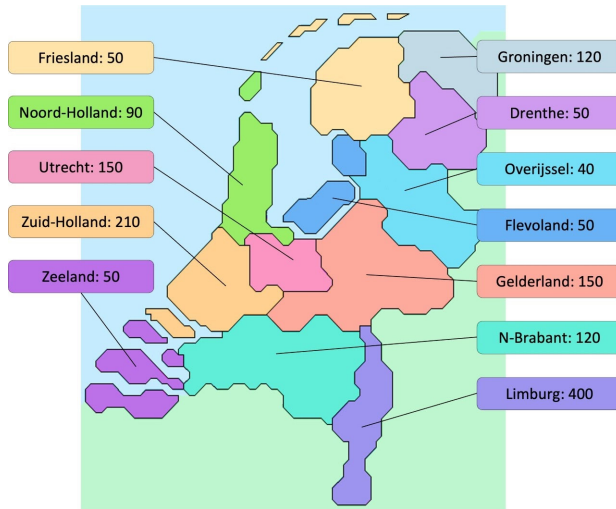 Friesland: 50
Noord-Holland: 90
Utrecht: 150
Zuid-Holland: 210
Zeeland: 50
Groningen: 120
Drenthe: 50
Overijssel: 40
Flevoland: 50
Gelderland: 150
N-Brabant: 120
Limburg: 400